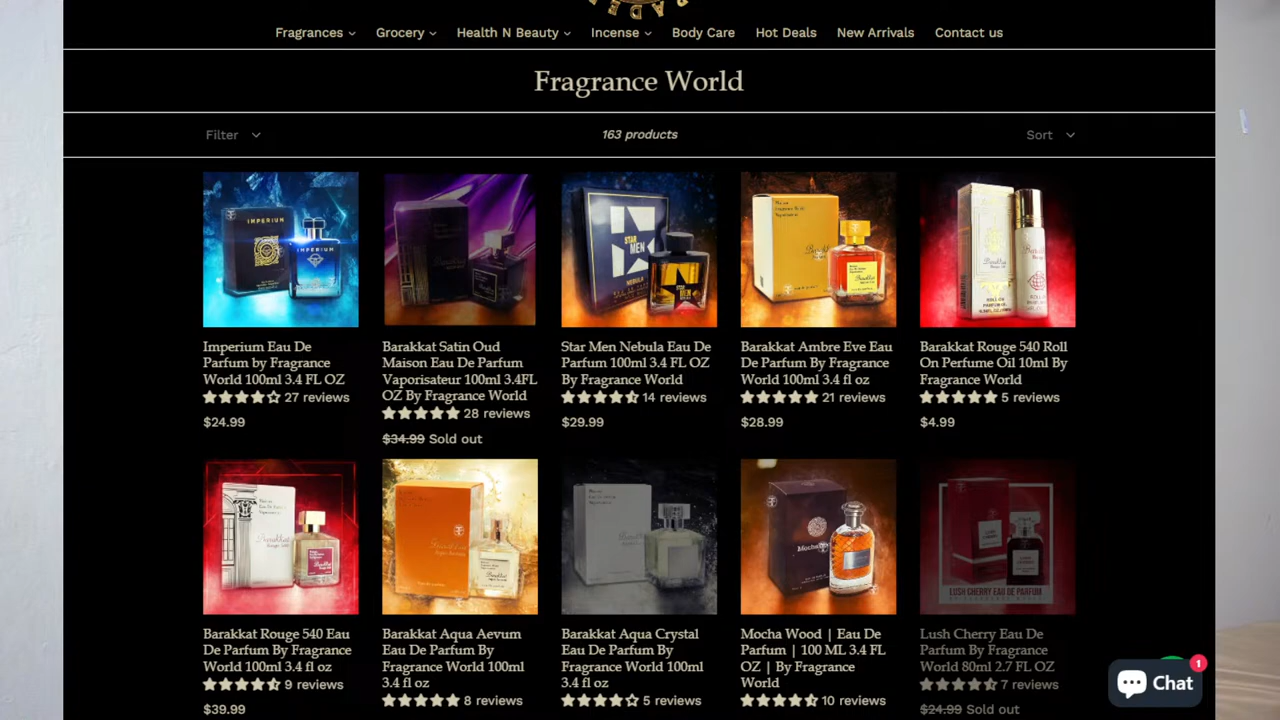 Fragrances Grocery Health N Beauty Incense Body Care Hot Deals New Arrivals Contact us
Fragrance World
Filter 163 products Sort
IMPERIUM
IMPERIUM
STAR MEN
NEBULA
STAR MEN
Barakkat
Imperium Eau De
Parfum by Fragrance
World 100ml 3.4 FL OZ
27 reviews
$24.99
Barakkat Satin Oud
Maison Eau De Parfum
Vaporisateur 100ml 3.4FL
OZ By Fragrance World
28 reviews
$34.99 Sold out
Star Men Nebula Eau De
Parfum 100ml 3.4 FL OZ
By Fragrance World
14 reviews
$29.99
Barakkat Ambre Eve Eau
De Parfum By Fragrance
World 100ml 3.4 fl oz
21 reviews
$28.99
Barakkat Rouge 540 Roll
On Perfume Oil 10ml By
Fragrance World
5 reviews
$4.99
Mocha Wood
LUSH CHERRY EAU DE PARFUM
Barakkat Rouge 540 Eau
De Parfum By Fragrance
World 100ml 3.4 fl oz
9 reviews
$39.99
Barakkat Aqua Aevum
Eau De Parfum By
Fragrance World 100ml
3.4 fl oz
8 reviews
Barakkat Aqua Crystal
Eau De Parfum By
Fragrance World 100ml
3.4 fl oz
5 reviews
Mocha Wood | Eau De
Parfum | 100 ML 3.4 FL
OZ | By Fragrance
World
10 reviews
Lush Cherry Eau De
Parfum By Fragrance
World 80ml 2.7 FL OZ
7 reviews
$24.99 Sold out
Chat
1